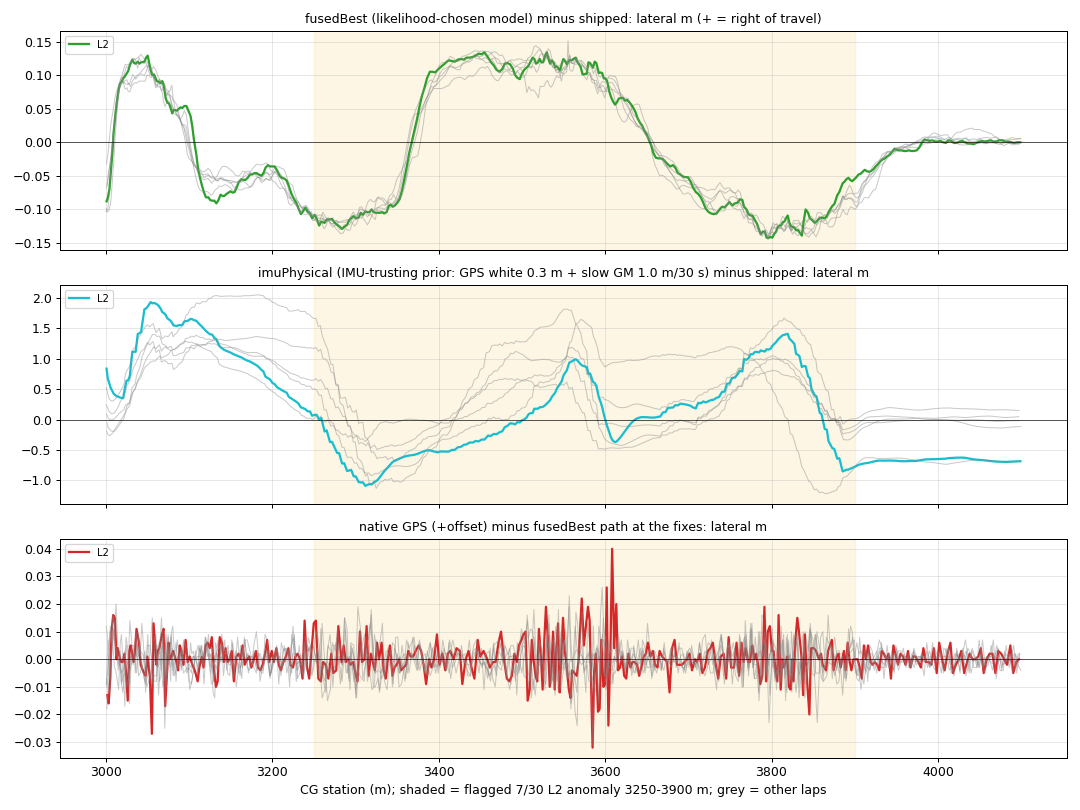 fusedBest (likelihood-chosen model) minus shipped: lateral m (+ = right of travel)
L2
0.15
0.10
0.05
0.00
−0.05
−0.10
−0.15
imuPhysical (IMU-trusting prior: GPS white 0.3 m + slow GM 1.0 m/30 s) minus shipped: lateral m
L2
2.0
1.5
1.0
0.5
0.0
−0.5
−1.0
native GPS (+offset) minus fusedBest path at the fixes: lateral m
L2
0.04
0.03
0.02
0.01
0.00
−0.01
−0.02
−0.03
3000 3200 3400 3600 3800 4000
CG station (m); shaded = flagged 7/30 L2 anomaly 3250-3900 m; grey = other laps